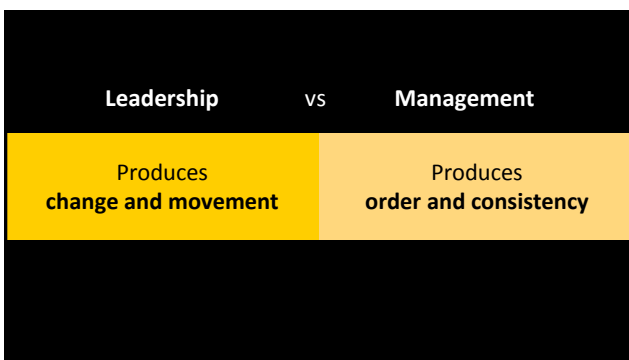 Leadership vs Management
Produces
change and movement
Produces
order and consistency